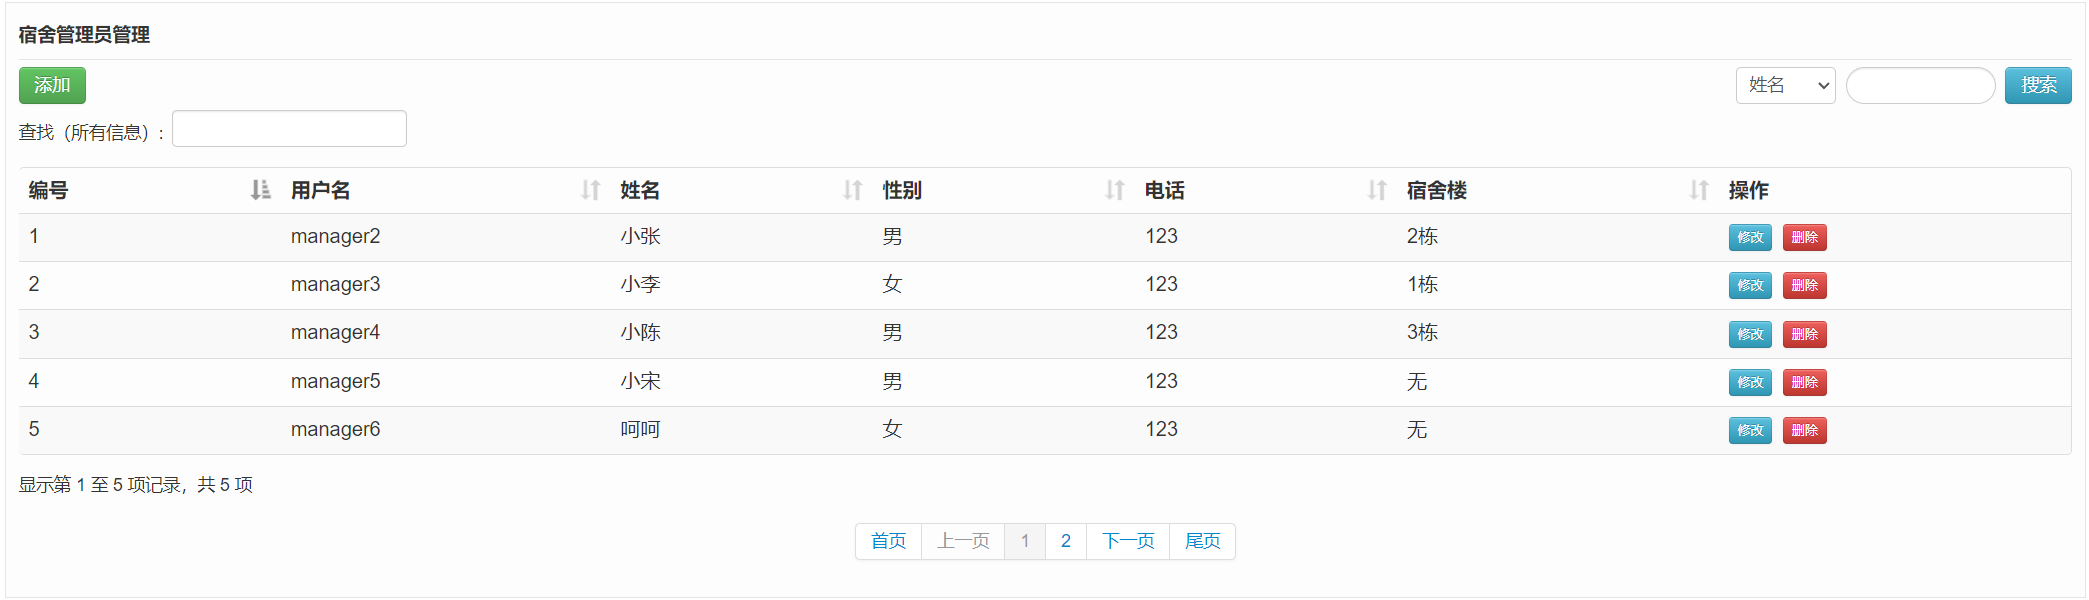 宿舍管理员管理
添加 姓名 搜索
查找（所有信息）:
编号 用户名 姓名 性别 电话 宿舍楼 操作
1 manager2 小张 男 123 2栋 修改 删除
2 manager3 小李 女 123 1栋 修改 删除
3 manager4 小陈 男 123 3栋 修改 删除
4 manager5 小宋 男 123 无 修改 删除
5 manager6 呵呵 女 123 无 修改 删除
显示第 1 至 5 项记录，共 5 项
首页 上一页 1 2 下一页 尾页